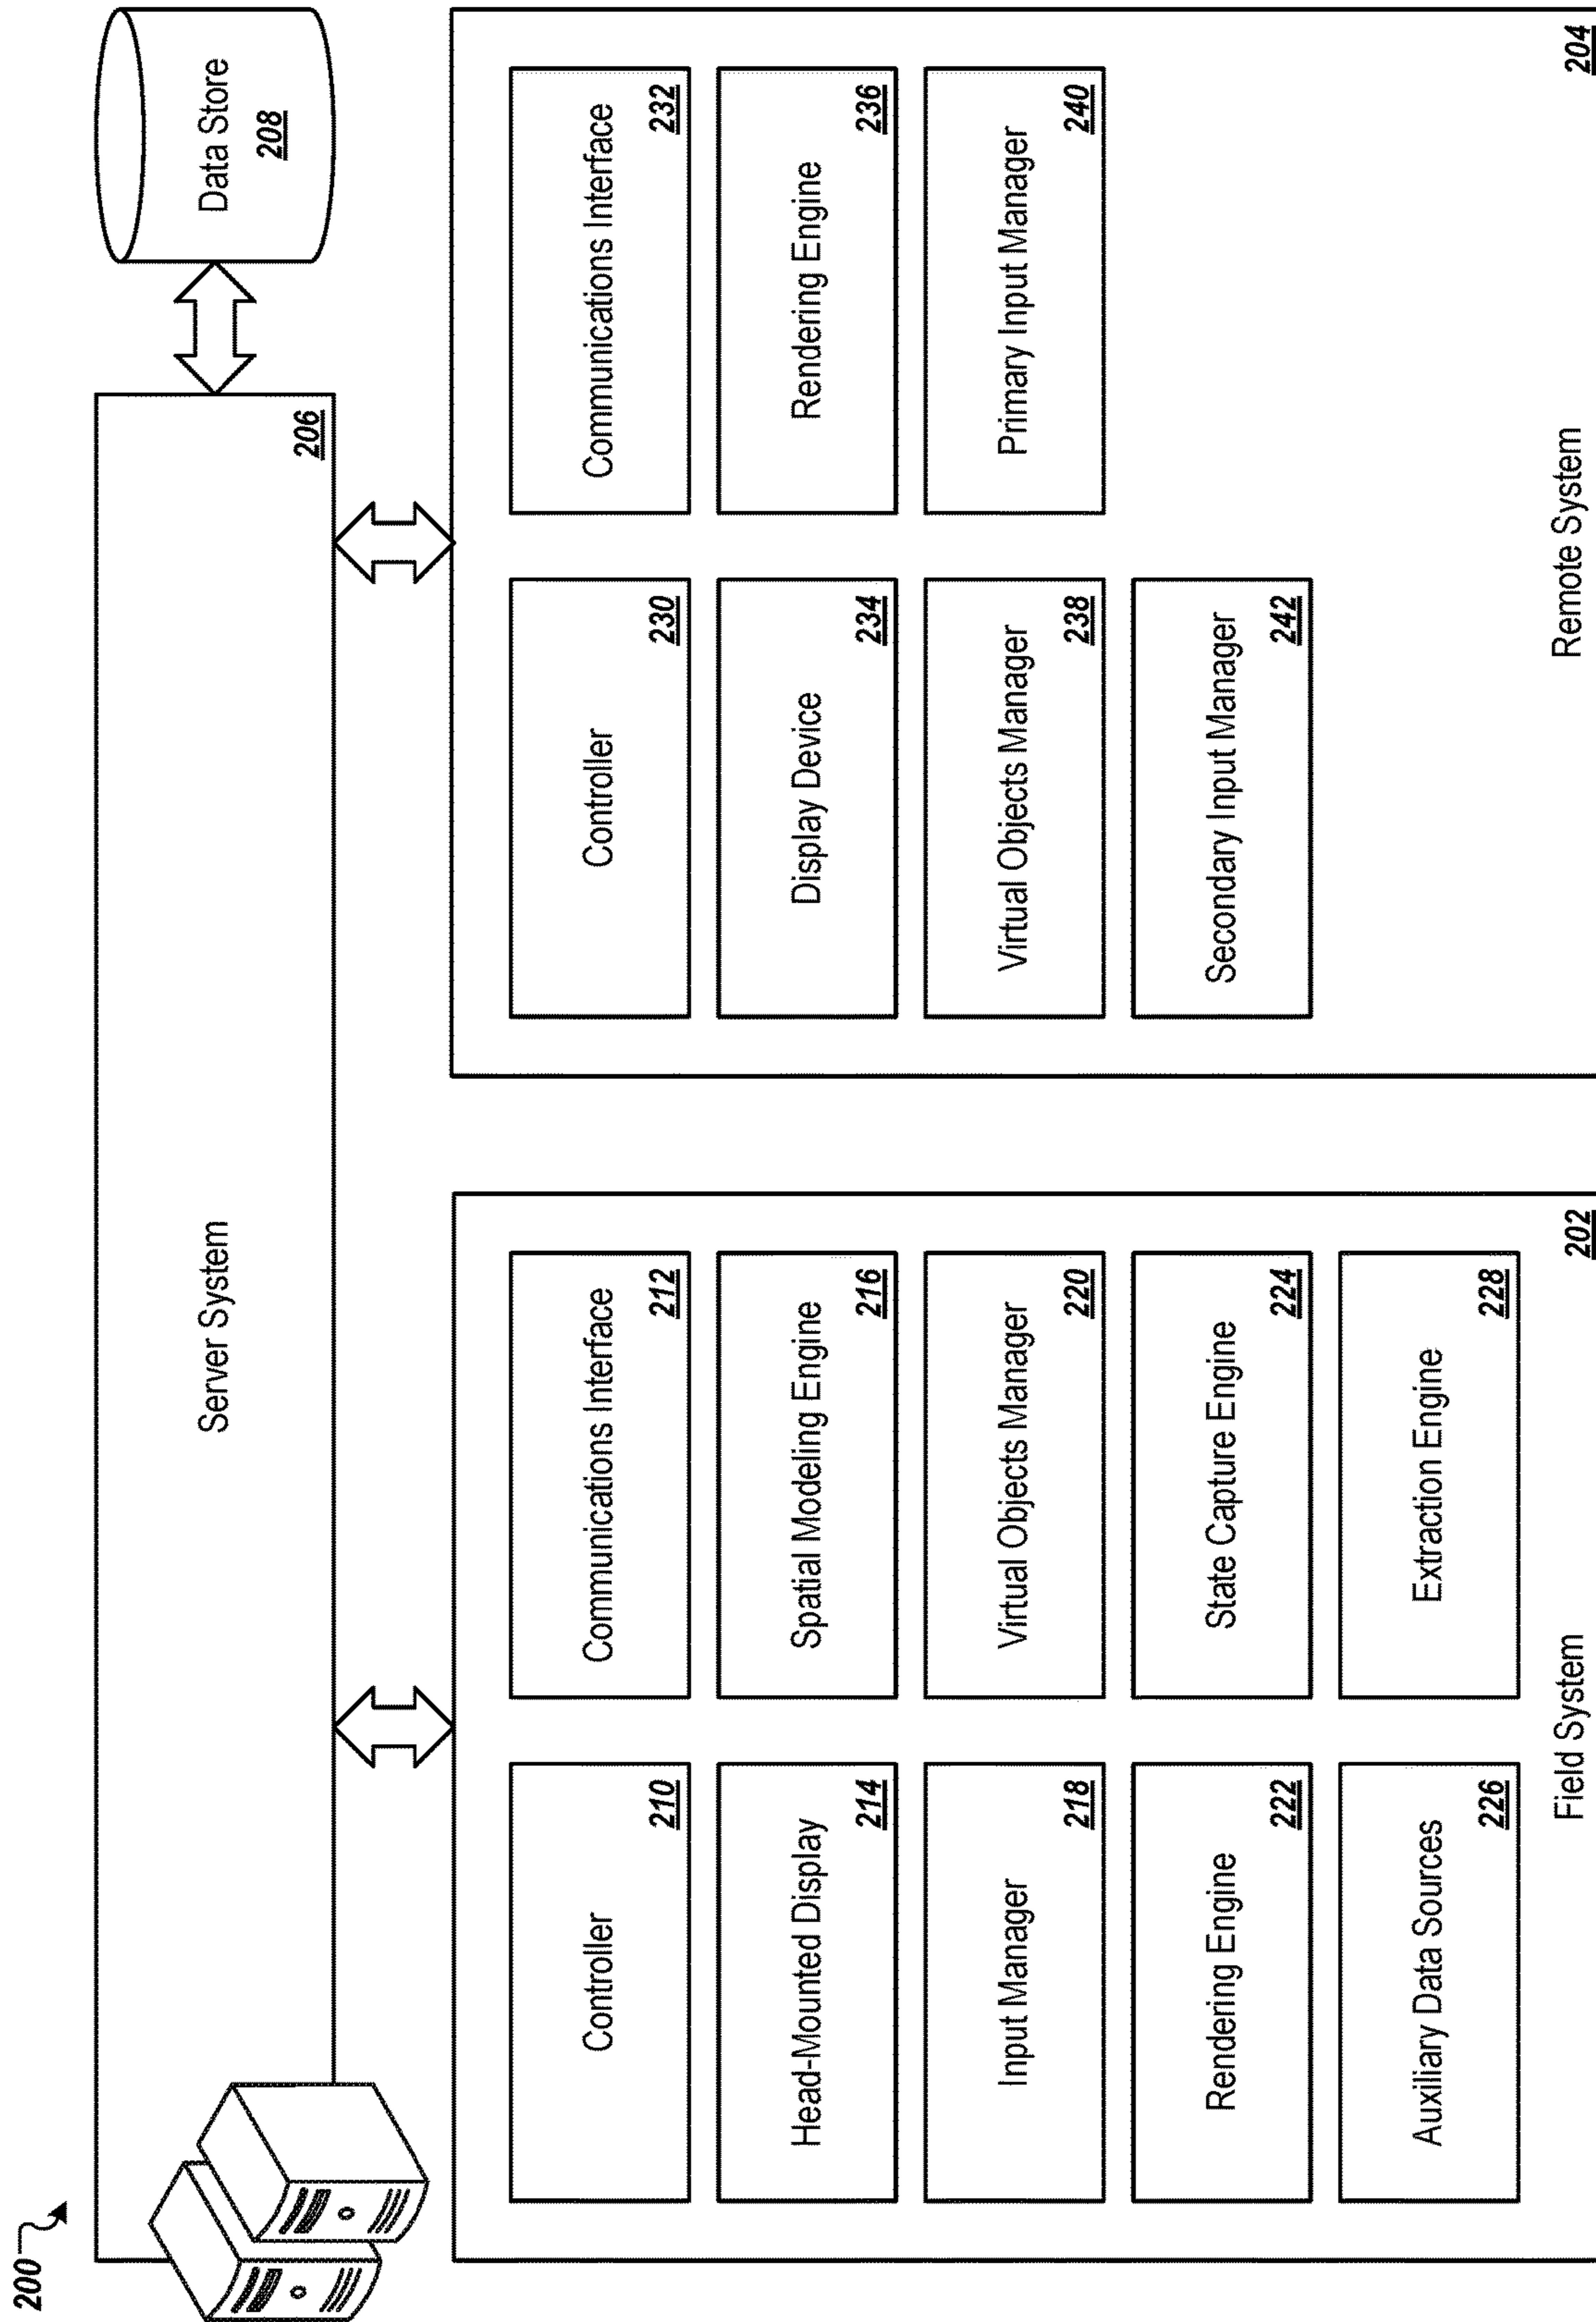 200
Server System
206
Data Store
208
Controller
210
Communications Interface
212
Head-Mounted Display
214
Spatial Modeling Engine
216
Input Manager
218
Virtual Objects Manager
220
Rendering Engine
222
State Capture Engine
224
Auxiliary Data Sources
226
Extraction Engine
228
Field System
202
Controller
230
Communications Interface
232
Display Device
234
Rendering Engine
236
Virtual Objects Manager
238
Primary Input Manager
240
Secondary Input Manager
242
Remote System
204